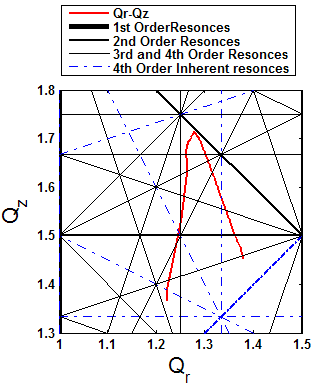 Qr-Qz
1st OrderResonces
2nd Order Resonces
3rd and 4th Order Resonces
4th Order Inherent resonces
1.8
1.7
1.6
1.5
1.4
1.3
Qz
1 1.1 1.2 1.3 1.4 1.5
Qr